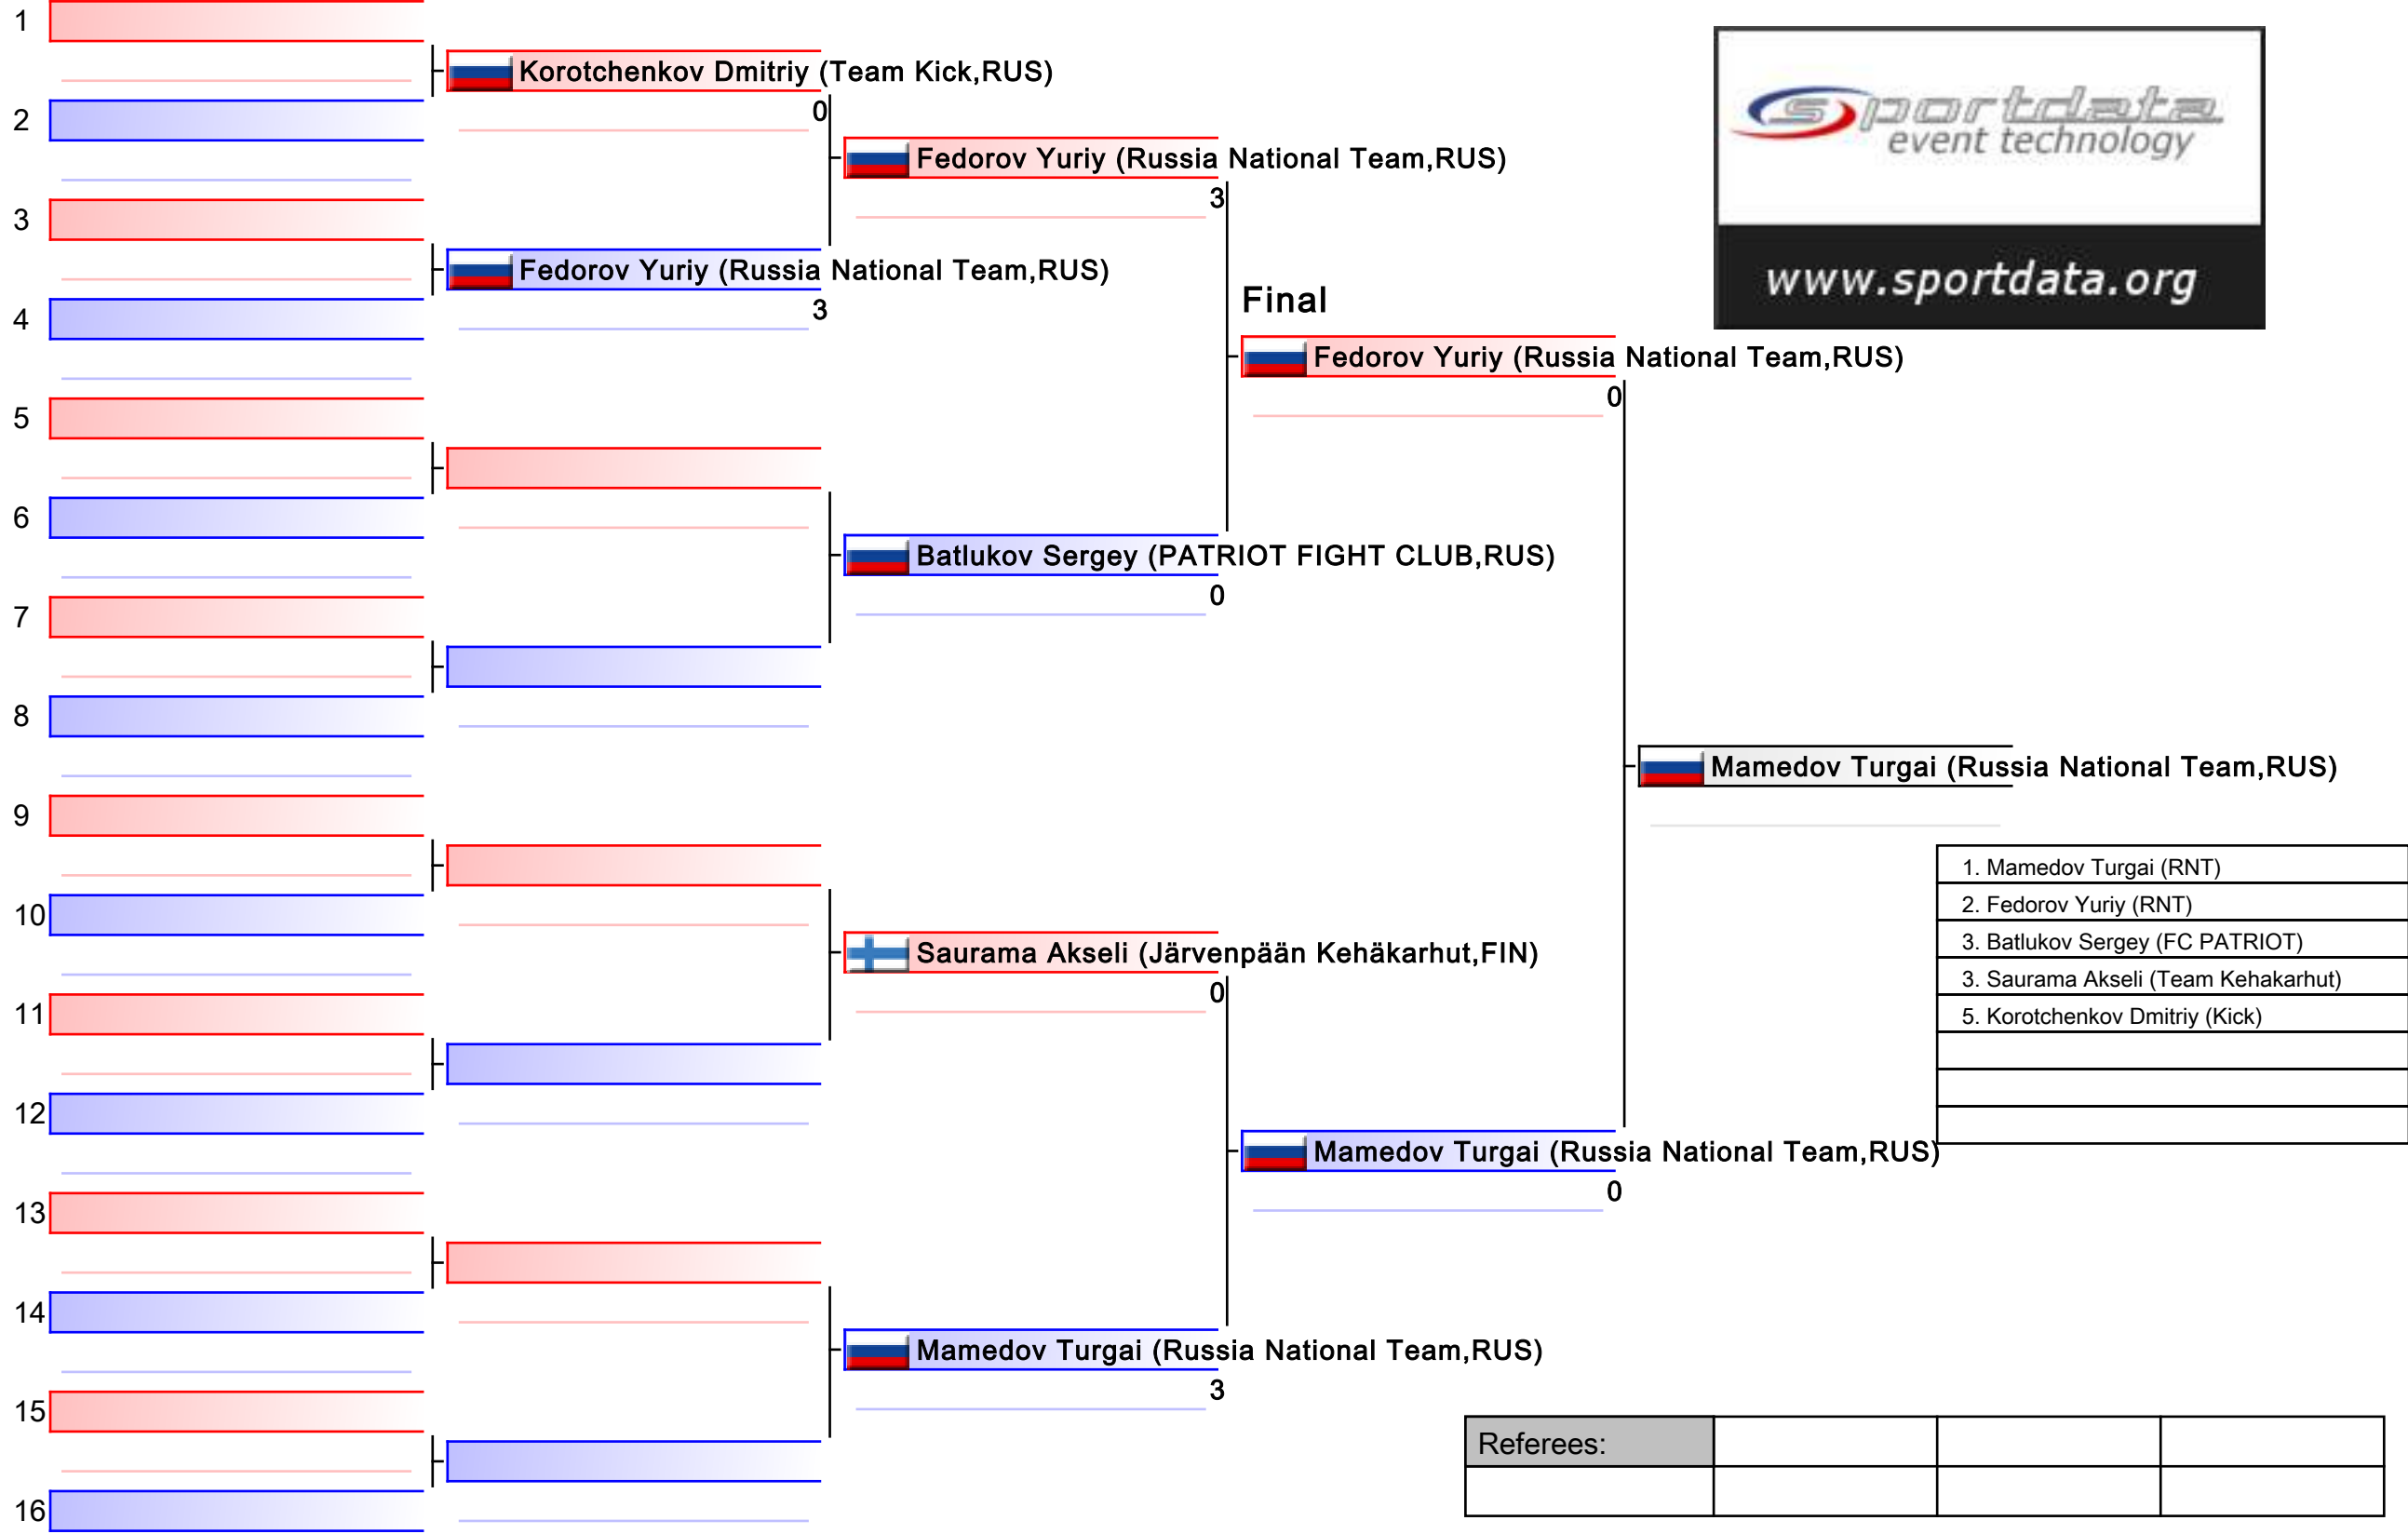 1
Korotchenkov Dmitriy (Team Kick,RUS)
0
2
Fedorov Yuriy (Russia National Team,RUS)
3
3
Fedorov Yuriy (Russia National Team,RUS)
3
4
Final
Fedorov Yuriy (Russia National Team,RUS)
0
sportdata
event technology
www.sportdata.org
5
6
Batlukov Sergey (PATRIOT FIGHT CLUB,RUS)
0
7
8
Mamedov Turgai (Russia National Team,RUS)
9
10
Saurama Akseli (Järvenpään Kehäkarhut,FIN)
0
11
12
1. Mamedov Turgai (RNT)
2. Fedorov Yuriy (RNT)
3. Batlukov Sergey (FC PATRIOT)
3. Saurama Akseli (Team Kehakarhut)
5. Korotchenkov Dmitriy (Kick)
Mamedov Turgai (Russia National Team,RUS)
0
13
14
Mamedov Turgai (Russia National Team,RUS)
3
15
16
Referees: